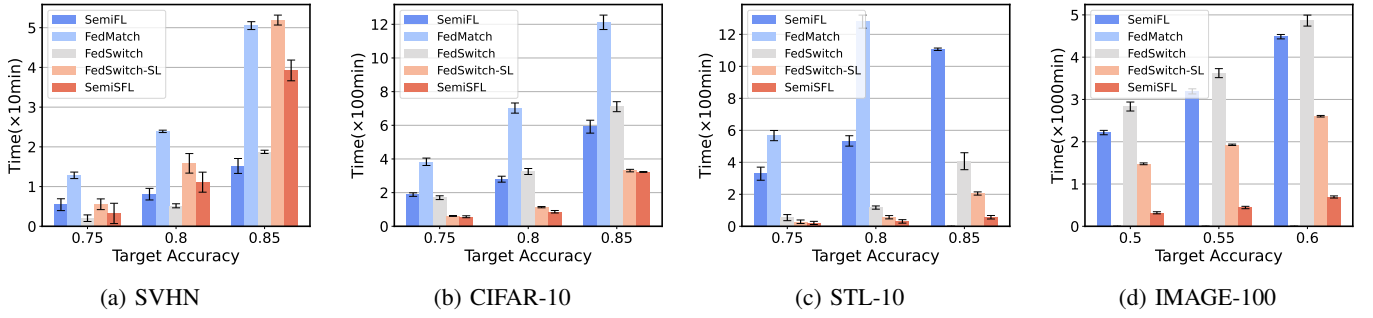 Time(×10min)
5
4
3
2
1
0
SemiFL
FedMatch
FedSwitch
FedSwitch-SL
SemiSFL
0.75 0.8 0.85
Target Accuracy
(a) SVHN
Time(×100min)
12
10
8
6
4
2
0
SemiFL
FedMatch
FedSwitch
FedSwitch-SL
SemiSFL
0.75 0.8 0.85
Target Accuracy
(b) CIFAR-10
Time(×100min)
12
10
8
6
4
2
0
SemiFL
FedMatch
FedSwitch
FedSwitch-SL
SemiSFL
0.75 0.8 0.85
Target Accuracy
(c) STL-10
Time(×1000min)
5
4
3
2
1
0
SemiFL
FedMatch
FedSwitch
FedSwitch-SL
SemiSFL
0.5 0.55 0.6
Target Accuracy
(d) IMAGE-100